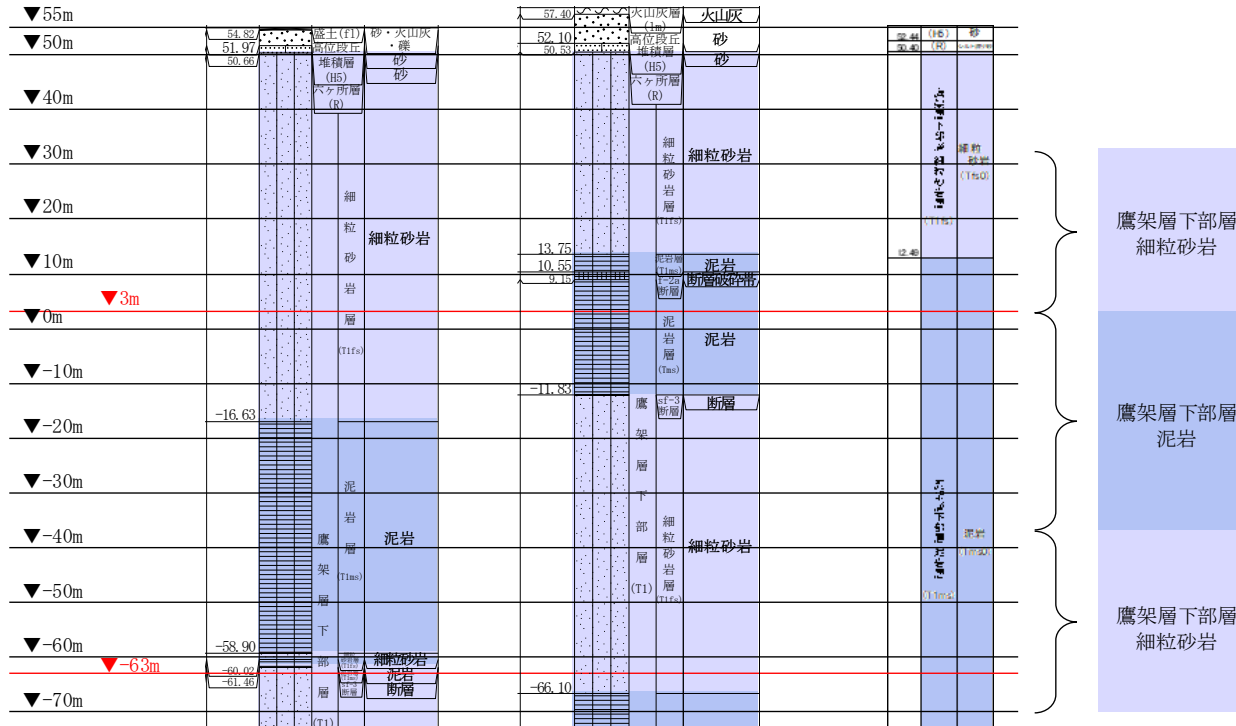 ▼55m
▼50m
▼40m
▼30m
▼20m
▼10m
▼3m
▼0m
▼-10m
▼-20m
▼-30m
▼-40m
▼-50m
▼-60m
▼-63m
▼-70m
54.82
51.97
50.66
-16.63
-58.90
-60.02
-61.46
盛土(fl)
高位段丘
堆積層
(H5)
六ヶ所層
(R)
砂・火山灰
・礫
砂
砂
細粒砂岩層
(T1fs)
細粒砂岩
泥岩層
(T1ms)
泥岩
鷹架層下部層
(T1)
細粒砂岩
泥岩
sf-3
断層
断層
57.40
52.10
50.53
13.75
10.55
9.15
-11.83
-66.10
火山灰層
(lm)
高位段丘
堆積層
(H5)
六ヶ所層
(R)
火山灰
砂
砂
細粒砂岩層
(T1fs)
細粒砂岩
泥岩層
(T1ms)
泥岩
f-2a
断層
断層破砕帯
泥岩層
(Tms)
泥岩
sf-3
断層
断層
鷹架層下部層
(T1)
細粒砂岩層
(T1fs)
細粒砂岩
52.44
50.40
12.49
(H5)
(R)
砂
細粒
砂岩
泥岩
鷹架層下部層
細粒砂岩
鷹架層下部層
泥岩
鷹架層下部層
細粒砂岩